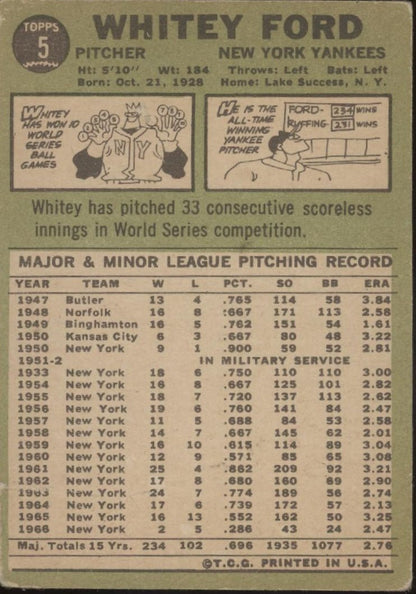 TOPPS
5
WHITEY FORD
PITCHER NEW YORK YANKEES
Ht: 5'10" Wt: 184 Throws: Left Bats: Left
Born: Oct. 21, 1928 Home: Lake Success, N. Y.
WHITEY
HAS WON 10
WORLD
SERIES
BALL
GAMES
NY
HE IS THE
ALL-TIME
WINNING
YANKEE
PITCHER
FORD- 234 WINS
RUFFING 231 WINS
Whitey has pitched 33 consecutive scoreless
innings in World Series competition.
MAJOR & MINOR LEAGUE PITCHING RECORD
YEAR TEAM W L PCT. SO BB ERA
1947 Butler 13 4 .765 114 58 3.84
1948 Norfolk 16 8 .667 171 113 2.58
1949 Binghamton 16 5 .762 151 54 1.61
1950 Kansas City 6 3 .667 80 48 3.22
1950 New York 9 1 .900 59 52 2.81
1951-2 IN MILITARY SERVICE
1933 New York 18 6 .750 110 110 3.00
1954 New York 16 8 .667 125 101 2.82
1955 New York 18 7 .720 137 113 2.62
1956 New York 19 6 .760 141 84 2.47
1957 New York 11 5 .688 84 53 2.58
1958 New York 14 7 .667 145 62 2.01
1959 New York 16 10 .615 114 89 3.04
1960 New York 12 9 .571 85 65 3.08
1961 New York 25 4 .862 209 92 3.21
1962 New York 17 8 .680 160 69 2.90
1963 New York 24 7 .774 189 56 2.74
1964 New York 17 6 .739 172 57 2.13
1965 New York 16 13 .552 162 50 3.25
1966 New York 2 5 .286 43 24 2.47
Maj. Totals 15 Yrs. 234 102 .696 1935 1077 2.76
©T.C.G. PRINTED IN U.S.A.